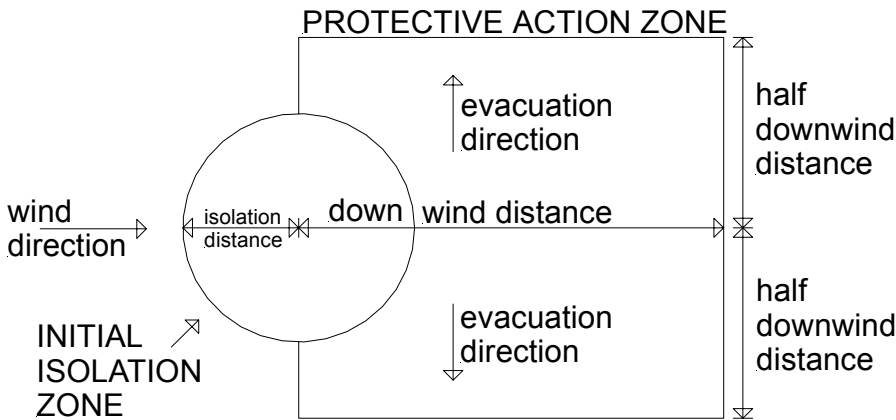 PROTECTIVE ACTION ZONE
evacuation
direction
half
downwind
distance
wind
direction
isolation
distance
down wind distance
INITIAL
ISOLATION
ZONE
evacuation
direction
half
downwind
distance